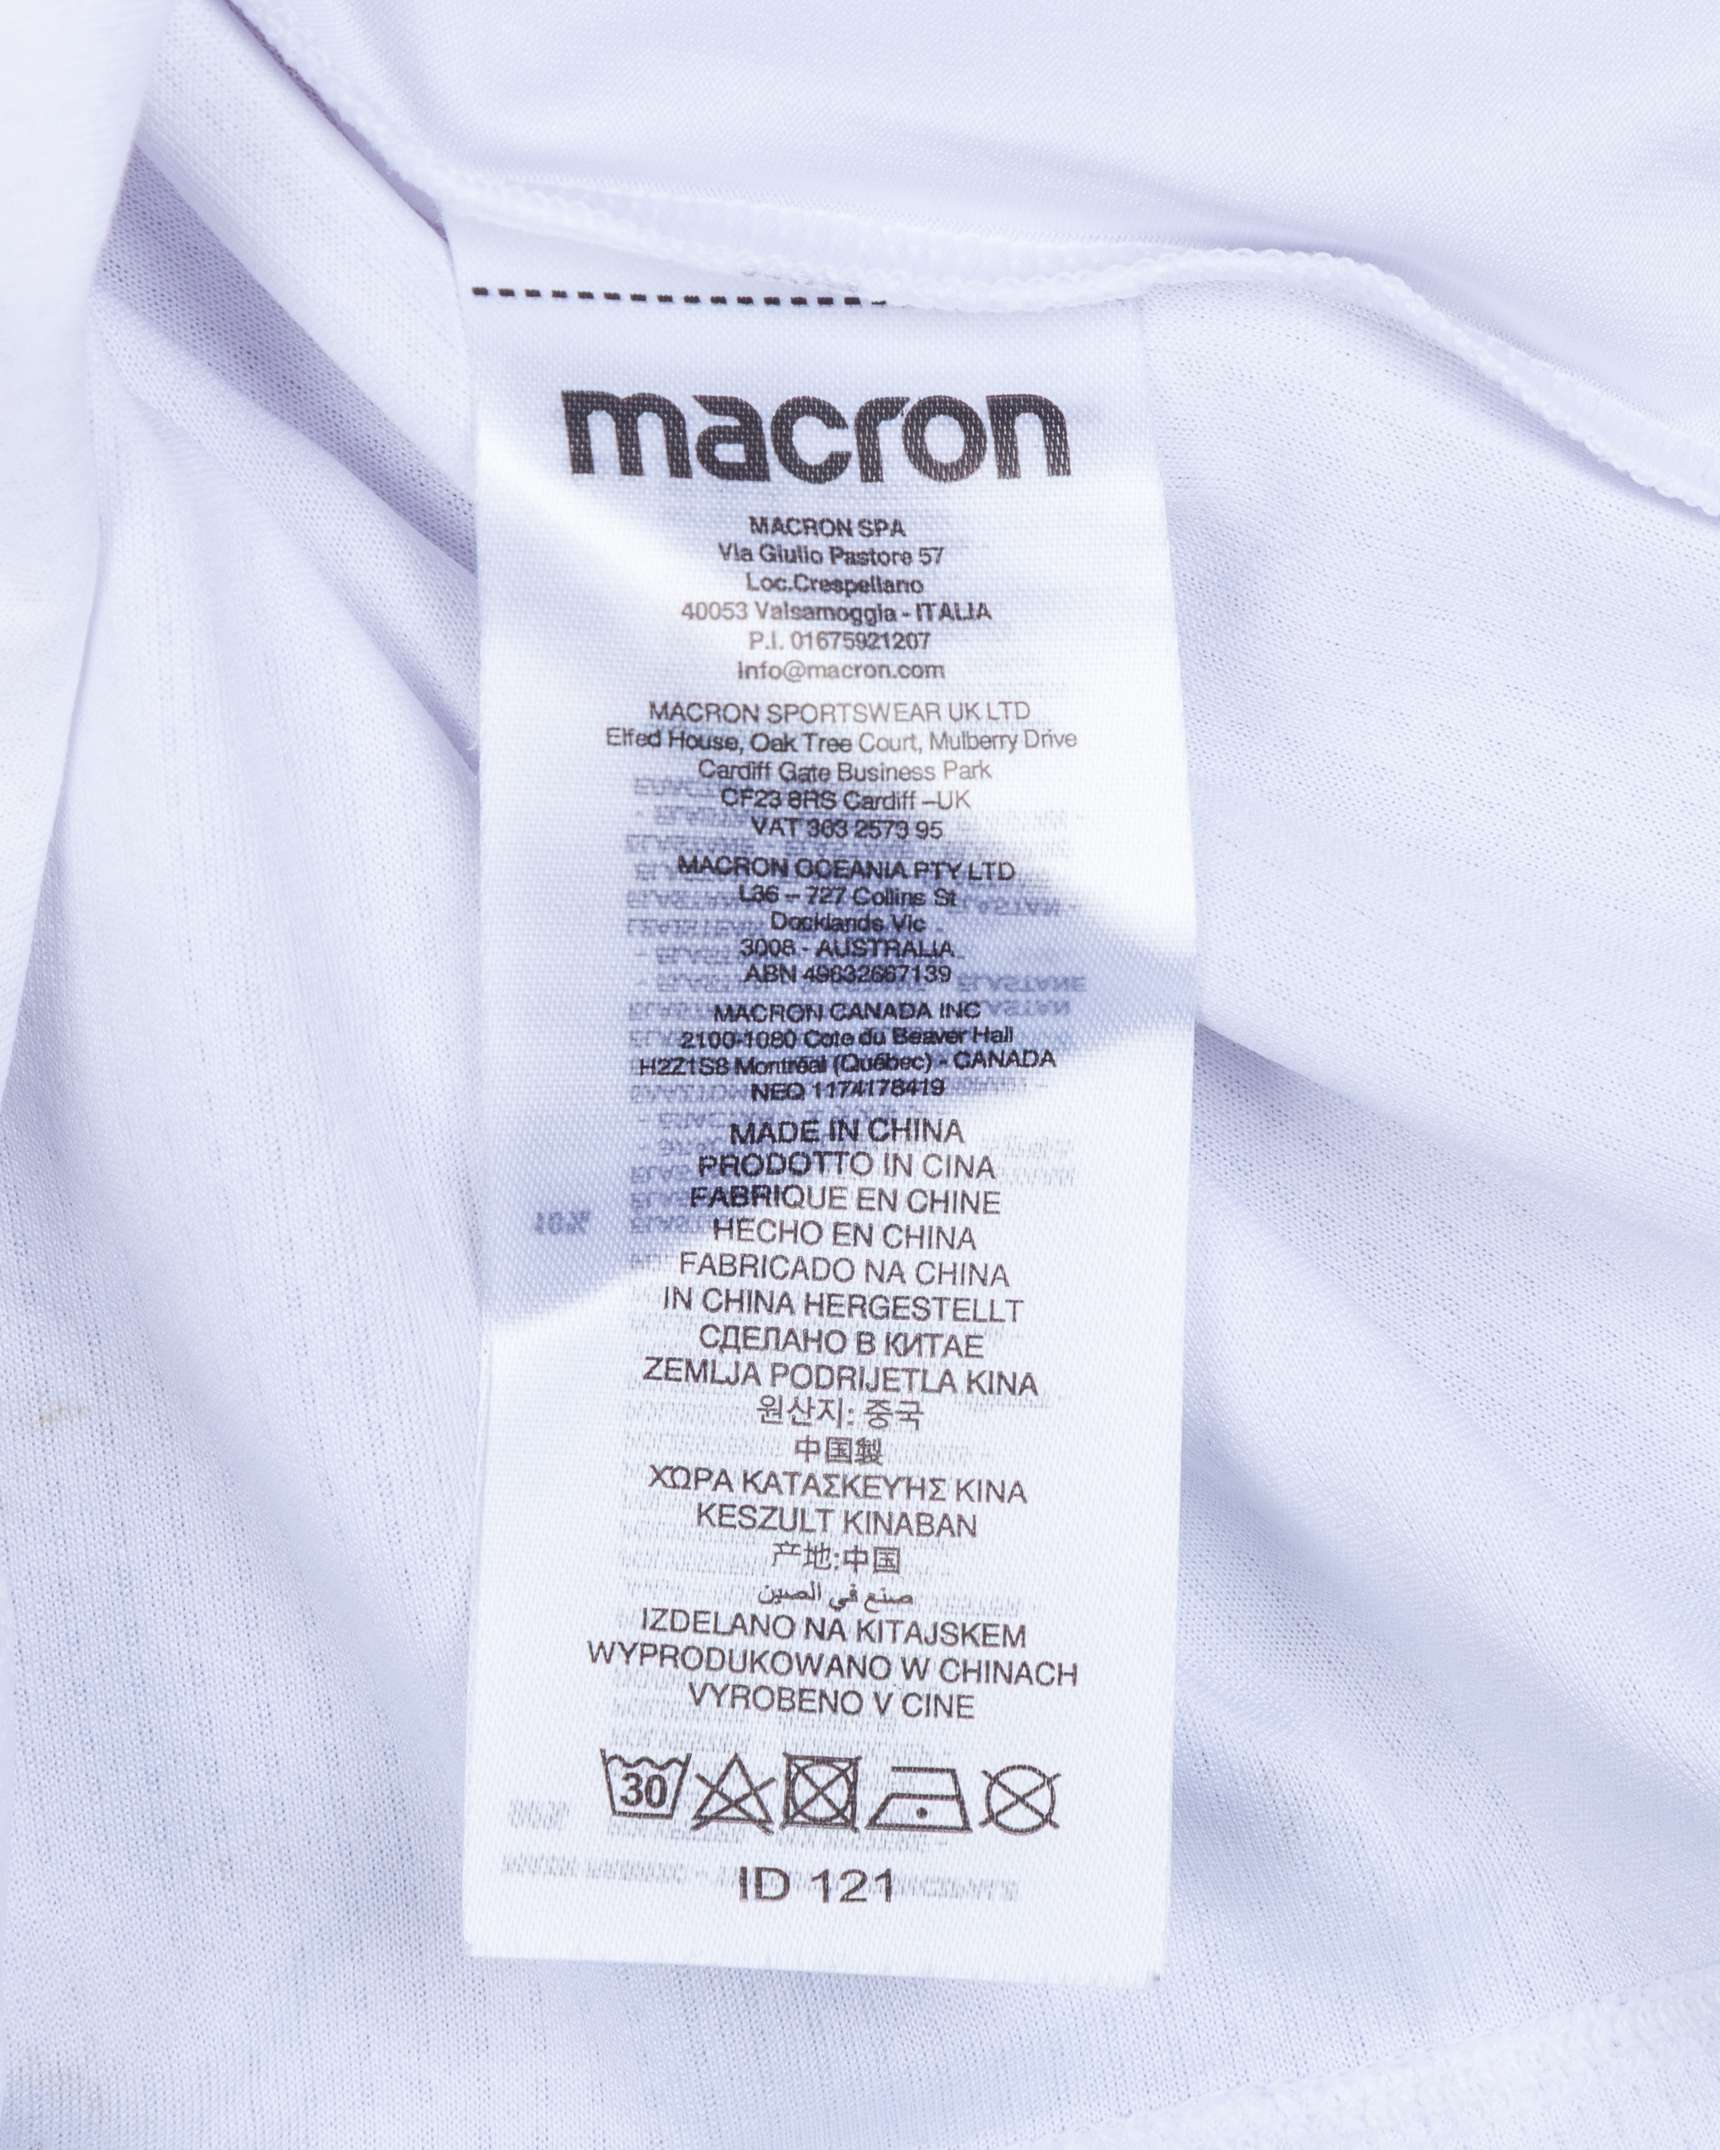 macron
MACRON SPA
Via Giulio Pastore 57
Loc.Crespellano
40053 Valsamoggia - ITALIA
P.I. 01675921207
info@macron.com
MACRON SPORTSWEAR UK LTD
Elfed House, Oak Tree Court, Mulberry Drive
Cardiff Gate Business Park
CF23 8RS Cardiff –UK
VAT 363 2573 95
MACRON OCEANIA PTY LTD
L36 – 727 Collins St
Docklands Vic
3008 - AUSTRALIA
ABN 49632667139
MACRON CANADA INC
2100-1080 Cote du Beaver Hall
H2Z1S8 Montréal (Québec) - CANADA
NEQ 1174178419
MADE IN CHINA
PRODOTTO IN CINA
FABRIQUE EN CHINE
HECHO EN CHINA
FABRICADO NA CHINA
IN CHINA HERGESTELLT
СДЕЛАНО В КИТАЕ
ZEMLJA PODRIJETLA KINA
원산지: 중국
中国製
ΧΏΡΑ ΚΑΤΑΣΚΕΥΉΣ ΚΙΝΑ
KESZULT KINABAN
产地:中国
صنع في الصين
IZDELANO NA KITAJSKEM
WYPRODUKOWANO W CHINACH
VYROBENO V CINE
30
ID 121